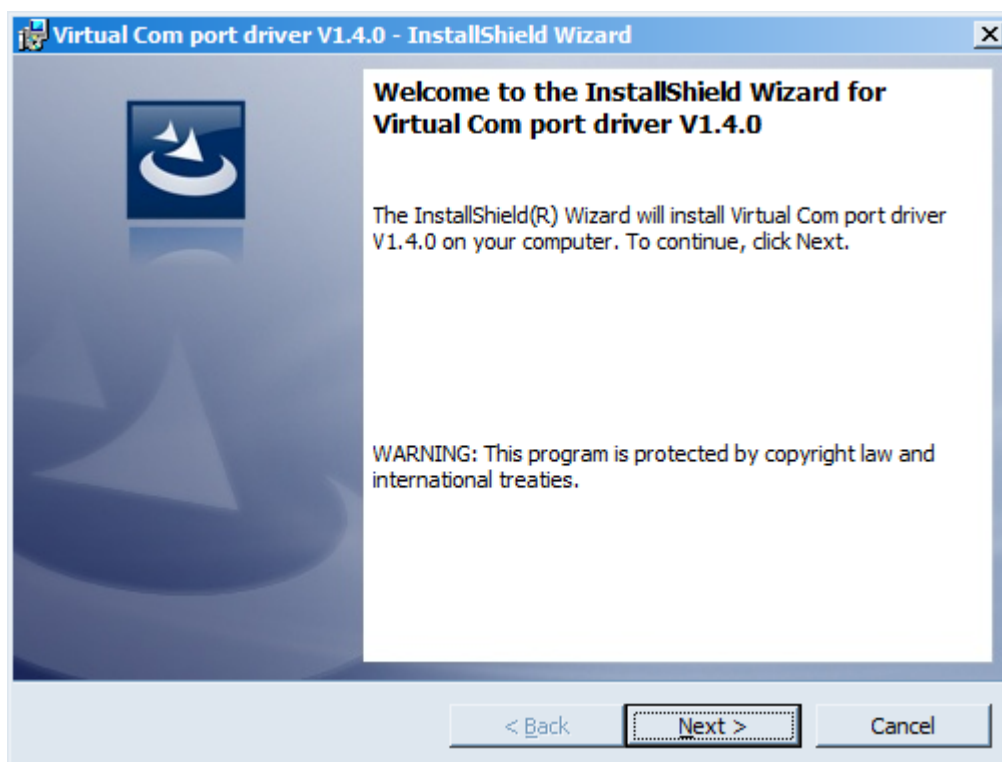 Virtual Com port driver V1.4.0 - InstallShield Wizard
Welcome to the InstallShield Wizard for
Virtual Com port driver V1.4.0
The InstallShield(R) Wizard will install Virtual Com port driver
V1.4.0 on your computer. To continue, click Next.
WARNING: This program is protected by copyright law and
international treaties.
< Back Next > Cancel